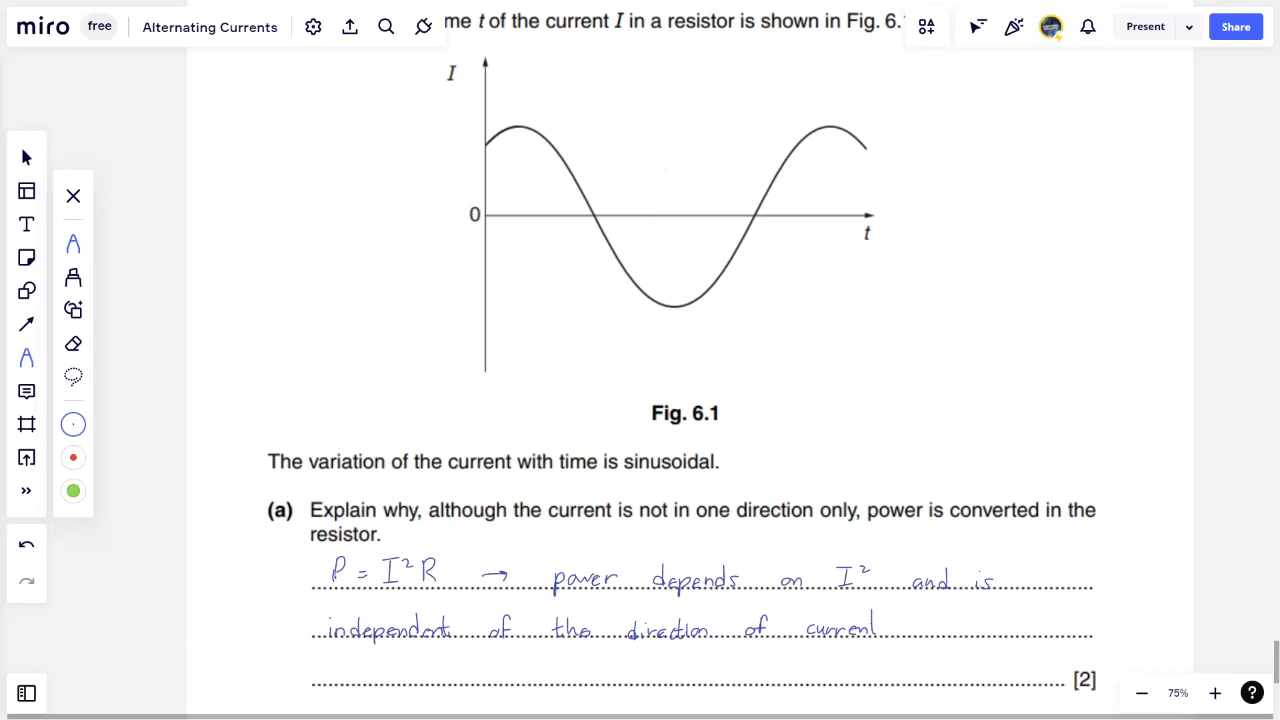 miro free Alternating Currents Present Share
me t of the current I in a resistor is shown in Fig. 6.
I
0
t
Fig. 6.1
The variation of the current with time is sinusoidal.
(a) Explain why, although the current is not in one direction only, power is converted in the
resistor.
P = I²R → power depends on I² and is
independent of the direction of current
[2]
75%